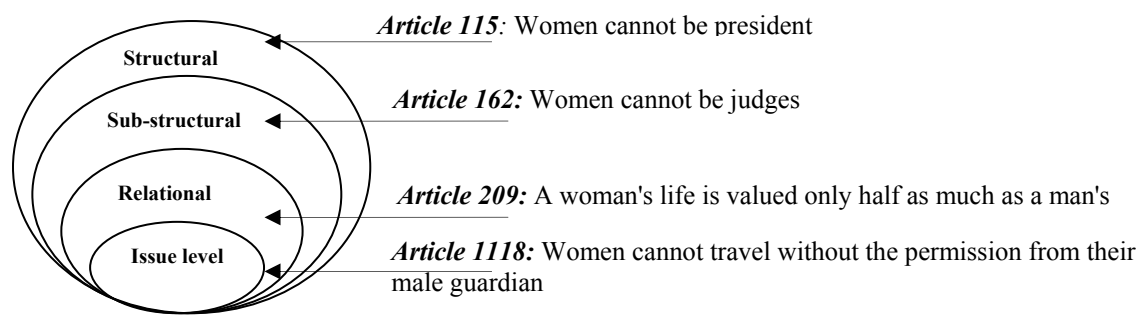 Article 115: Women cannot be president
Structural
Article 162: Women cannot be judges
Sub-structural
Relational
Article 209: A woman's life is valued only half as much as a man's
Issue level
Article 1118: Women cannot travel without the permission from their
male guardian